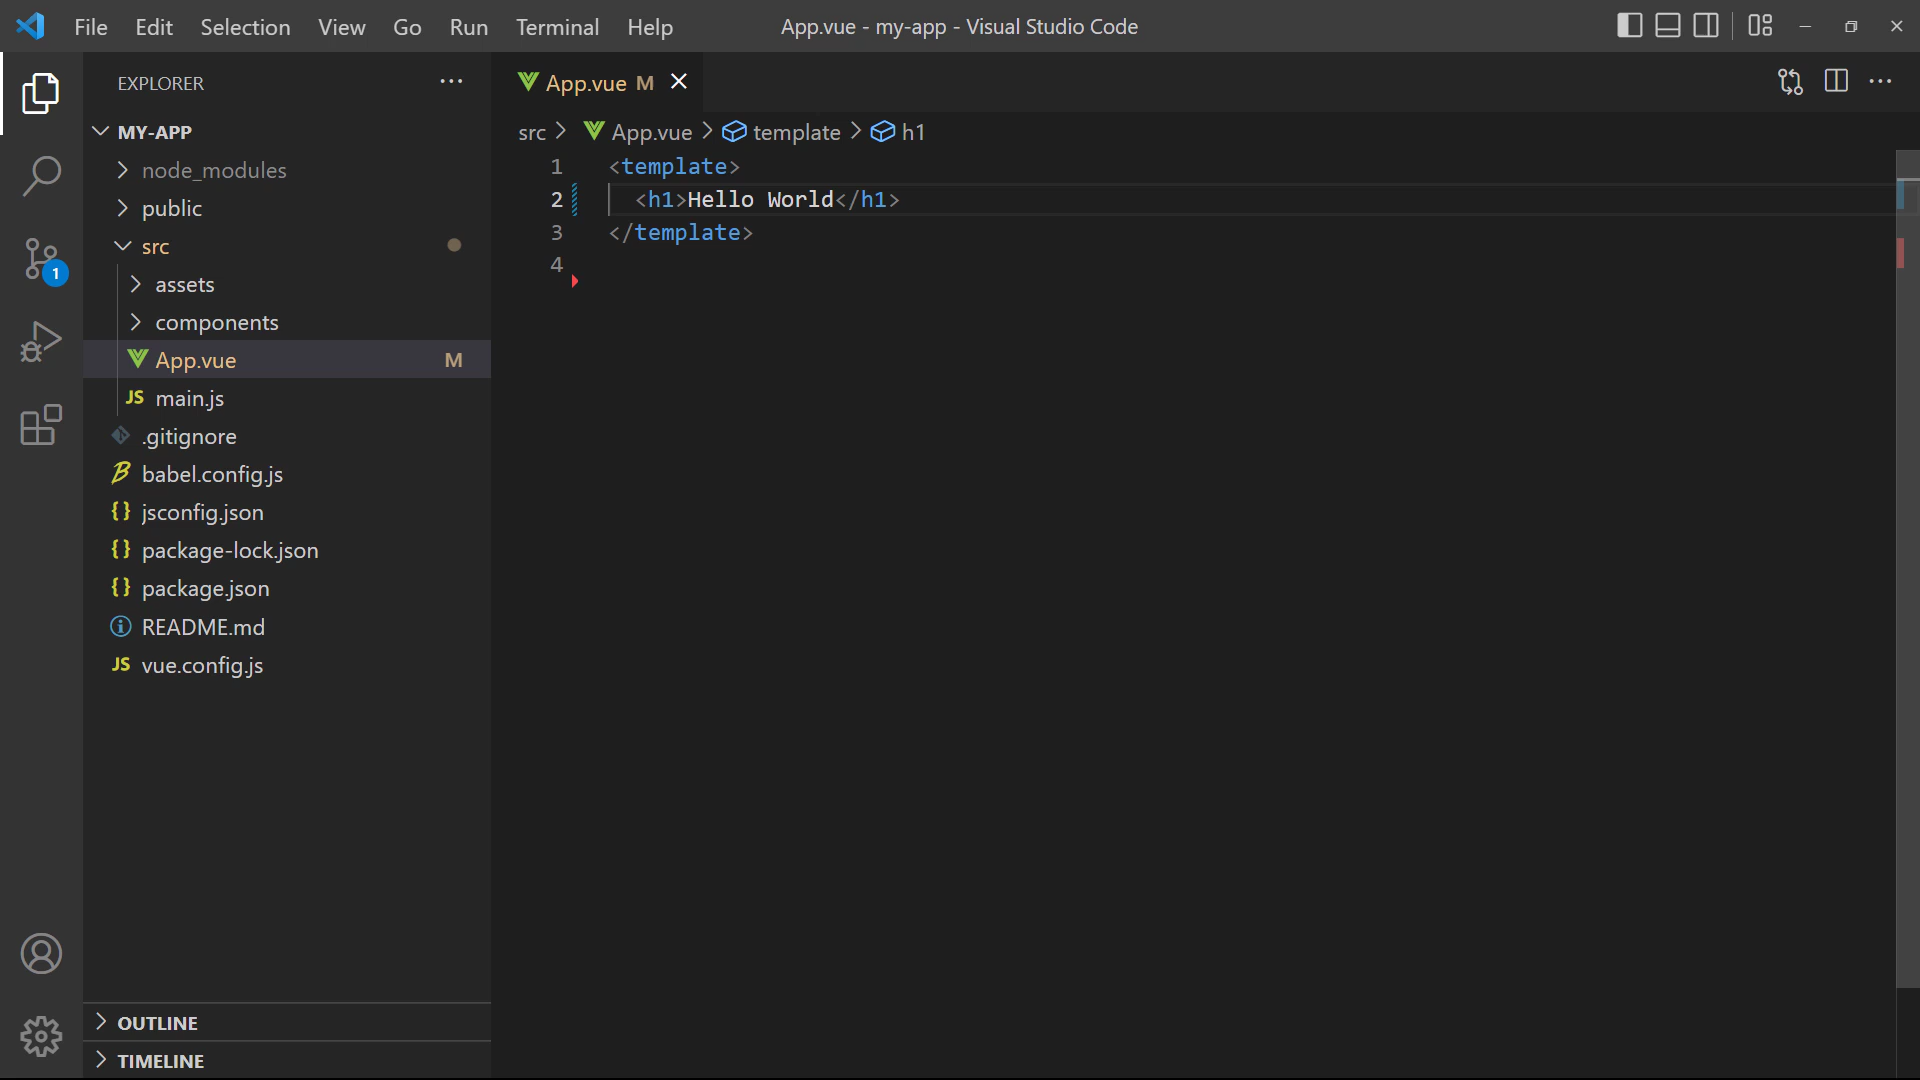 File Edit Selection View Go Run Terminal Help App.vue - my-app - Visual Studio Code
EXPLORER
App.vue M
MY-APP
src App.vue template h1
node_modules
public
src
assets
components
App.vue M
JS main.js
.gitignore
babel.config.js
{} jsconfig.json
{} package-lock.json
{} package.json
README.md
JS vue.config.js
1
OUTLINE
TIMELINE
1 <template>
2 <h1>Hello World</h1>
3 </template>
4